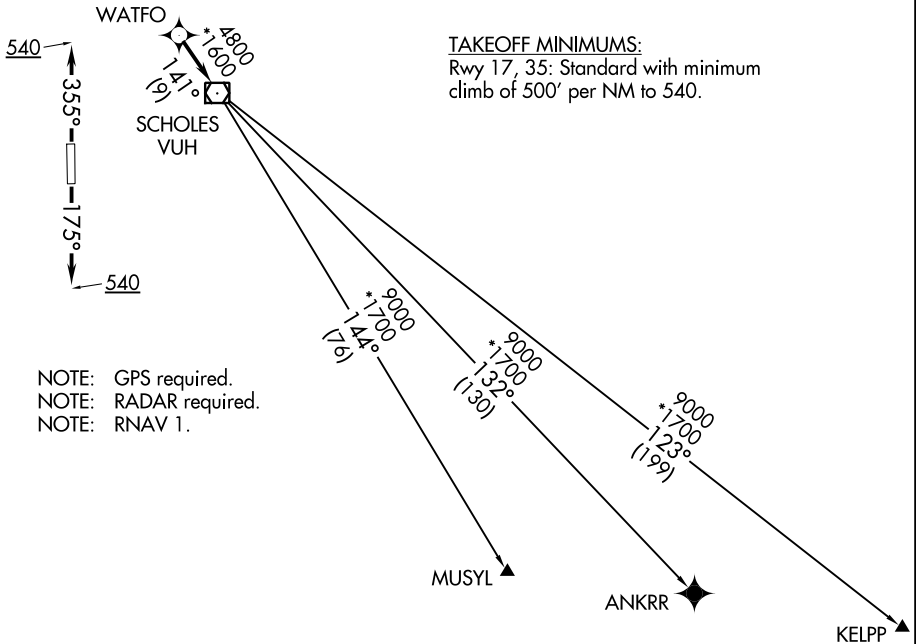 WATFO
540
4800
*1600
141°
(9)
355°
SCHOLES
VUH
175°
540
TAKEOFF MINIMUMS:
Rwy 17, 35: Standard with minimum
climb of 500' per NM to 540.
NOTE: GPS required.
NOTE: RADAR required.
NOTE: RNAV 1.
9000
*1700
144°
(76)
9000
*1700
132°
(130)
9000
*1700
123°
(199)
MUSYL
ANKRR
KELPP